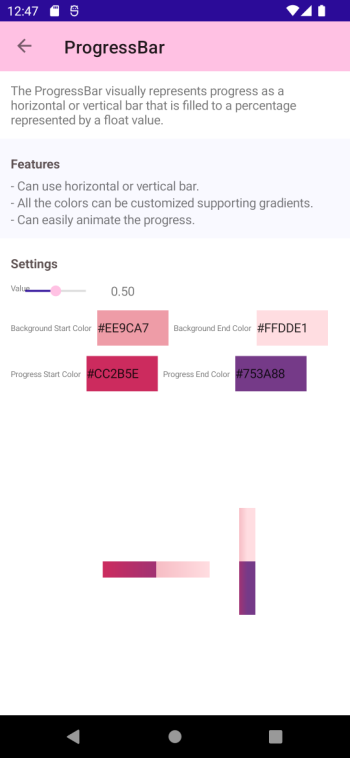 12:47
ProgressBar
The ProgressBar visually represents progress as a
horizontal or vertical bar that is filled to a percentage
represented by a float value.
Features
- Can use horizontal or vertical bar.
- All the colors can be customized supporting gradients.
- Can easily animate the progress.
Settings
Value 0.50
Background Start Color #EE9CA7 Background End Color #FFDDE1
Progress Start Color #CC2B5E Progress End Color #753A88